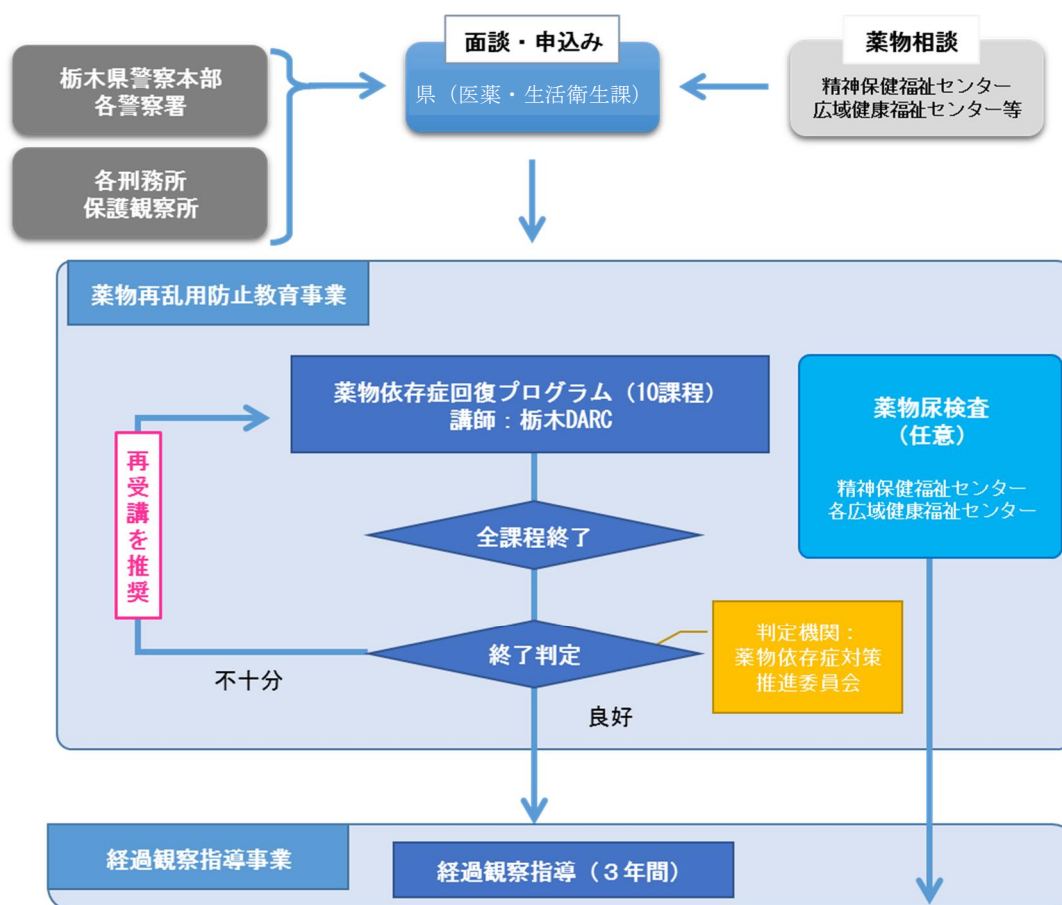 面談・申込み
県（医薬・生活衛生課）
栃木県警察本部
各警察署
各刑務所
保護観察所
薬物相談
精神保健福祉センター
広域健康福祉センター等
薬物再乱用防止教育事業
薬物依存症回復プログラム（10課程）
講師：栃木DARC
薬物尿検査
（任意）
精神保健福祉センター
各広域健康福祉センター
再受講を推奨
全課程終了
終了判定
判定機関：
薬物依存症対策
推進委員会
不十分
良好
経過観察指導事業
経過観察指導（３年間）